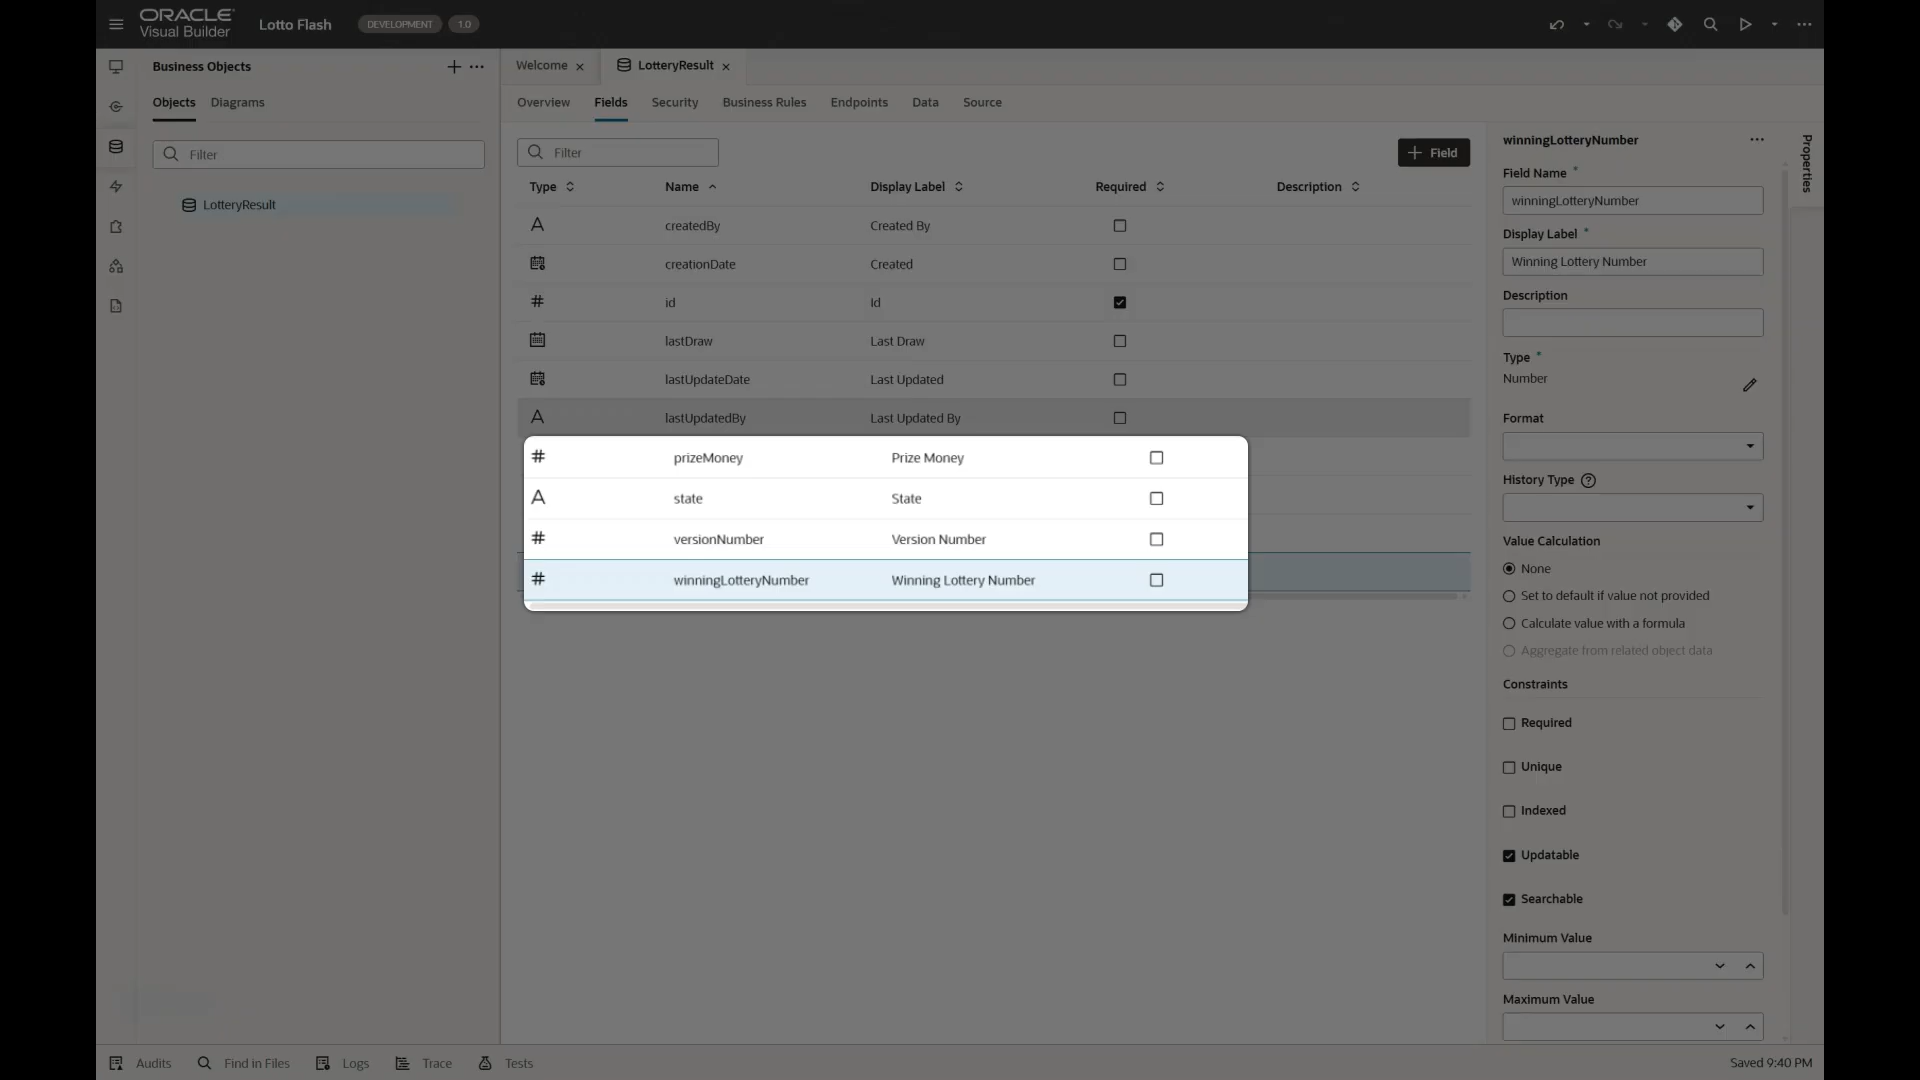 ORACLE
Visual Builder
Lotto Flash
DEVELOPMENT
1.0
Business Objects
Objects
Diagrams
Filter
LotteryResult
Welcome
LotteryResult
Overview
Fields
Security
Business Rules
Endpoints
Data
Source
Filter
Field
Type
Name
Display Label
Required
Description
A createdBy Created By
creationDate Created
# id Id
lastDraw Last Draw
lastUpdateDate Last Updated
A lastUpdatedBy Last Updated By
# prizeMoney Prize Money
A state State
# versionNumber Version Number
# winningLotteryNumber Winning Lottery Number
winningLotteryNumber
Properties
Field Name *
winningLotteryNumber
Display Label *
Winning Lottery Number
Description
Type *
Number
Format
History Type ?
Value Calculation
None
Set to default if value not provided
Calculate value with a formula
Aggregate from related object data
Constraints
Required
Unique
Indexed
Updatable
Searchable
Minimum Value
Maximum Value
Audits
Find in Files
Logs
Trace
Tests
Saved 9:40 PM